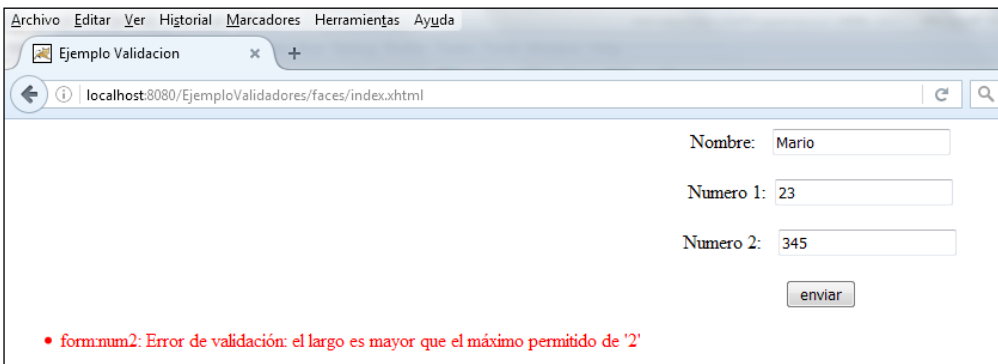 Archivo Editar Ver Historial Marcadores Herramientas Ayuda
Ejemplo Validacion × +
localhost:8080/EjemploValidadores/faces/index.xhtml
Nombre: Mario
Numero 1: 23
Numero 2: 345
enviar
• form:num2: Error de validación: el largo es mayor que el máximo permitido de '2'